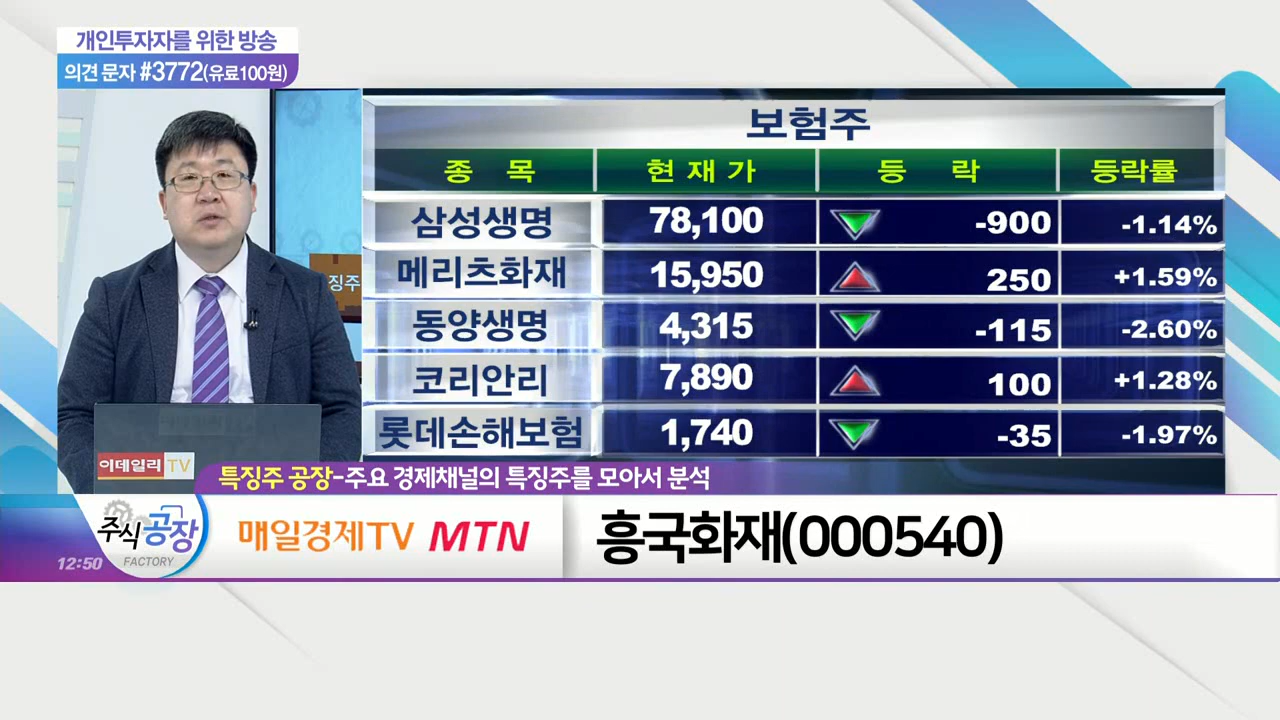 개인투자자를 위한 방송
의견 문자 #3772(유료100원)
보험주
종 목 현 재 가 등 락 등락률
삼성생명 78,100 -900 -1.14%
메리츠화재 15,950 250 +1.59%
징주
동양생명 4,315 -115 -2.60%
코리안리 7,890 100 +1.28%
롯데손해보험 1,740 -35 -1.97%
이데일리 TV
특징주 공장-주요 경제채널의 특징주를 모아서 분석
주식공장
FACTORY
매일경제TV MTN
흥국화재(000540)
12:50